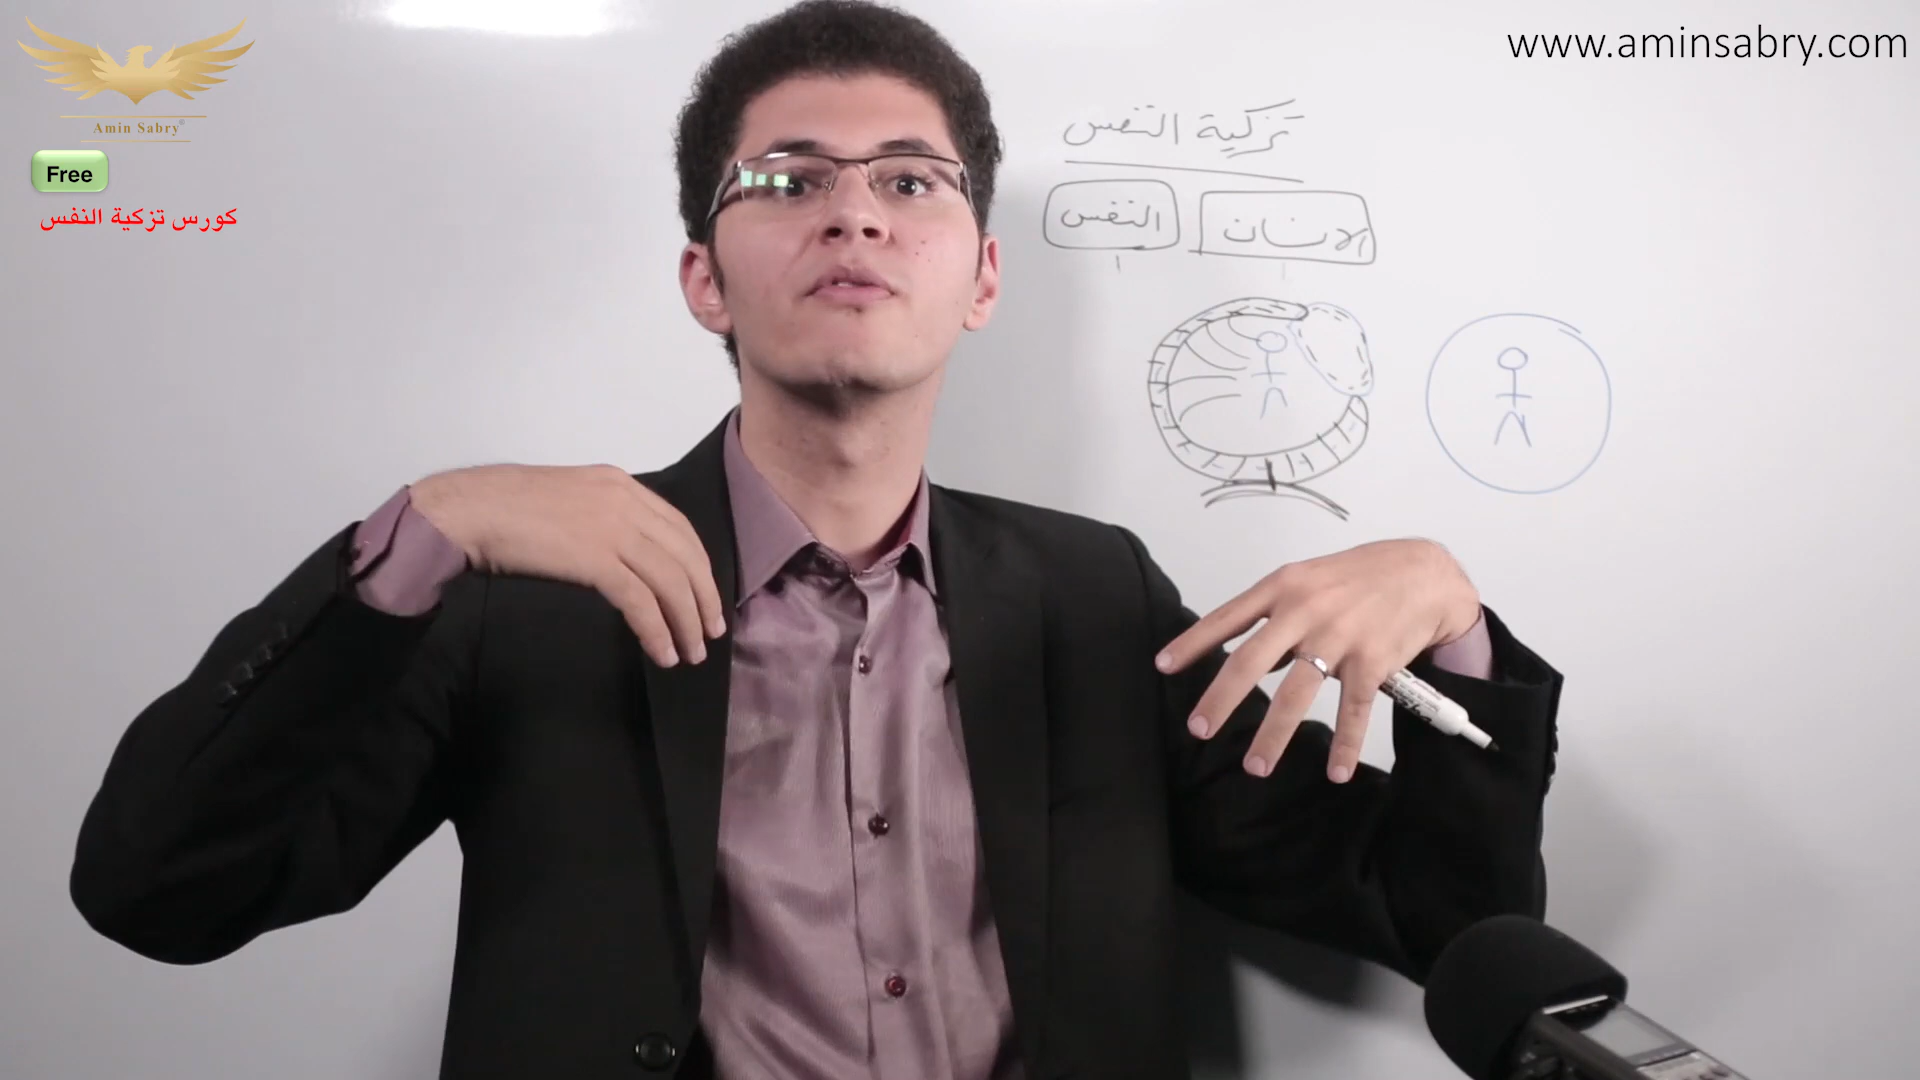 www.aminsabry.com
Amin Sabry®
Free
كورس تزكية النفس
تزكية النفس
الانسان
النفس